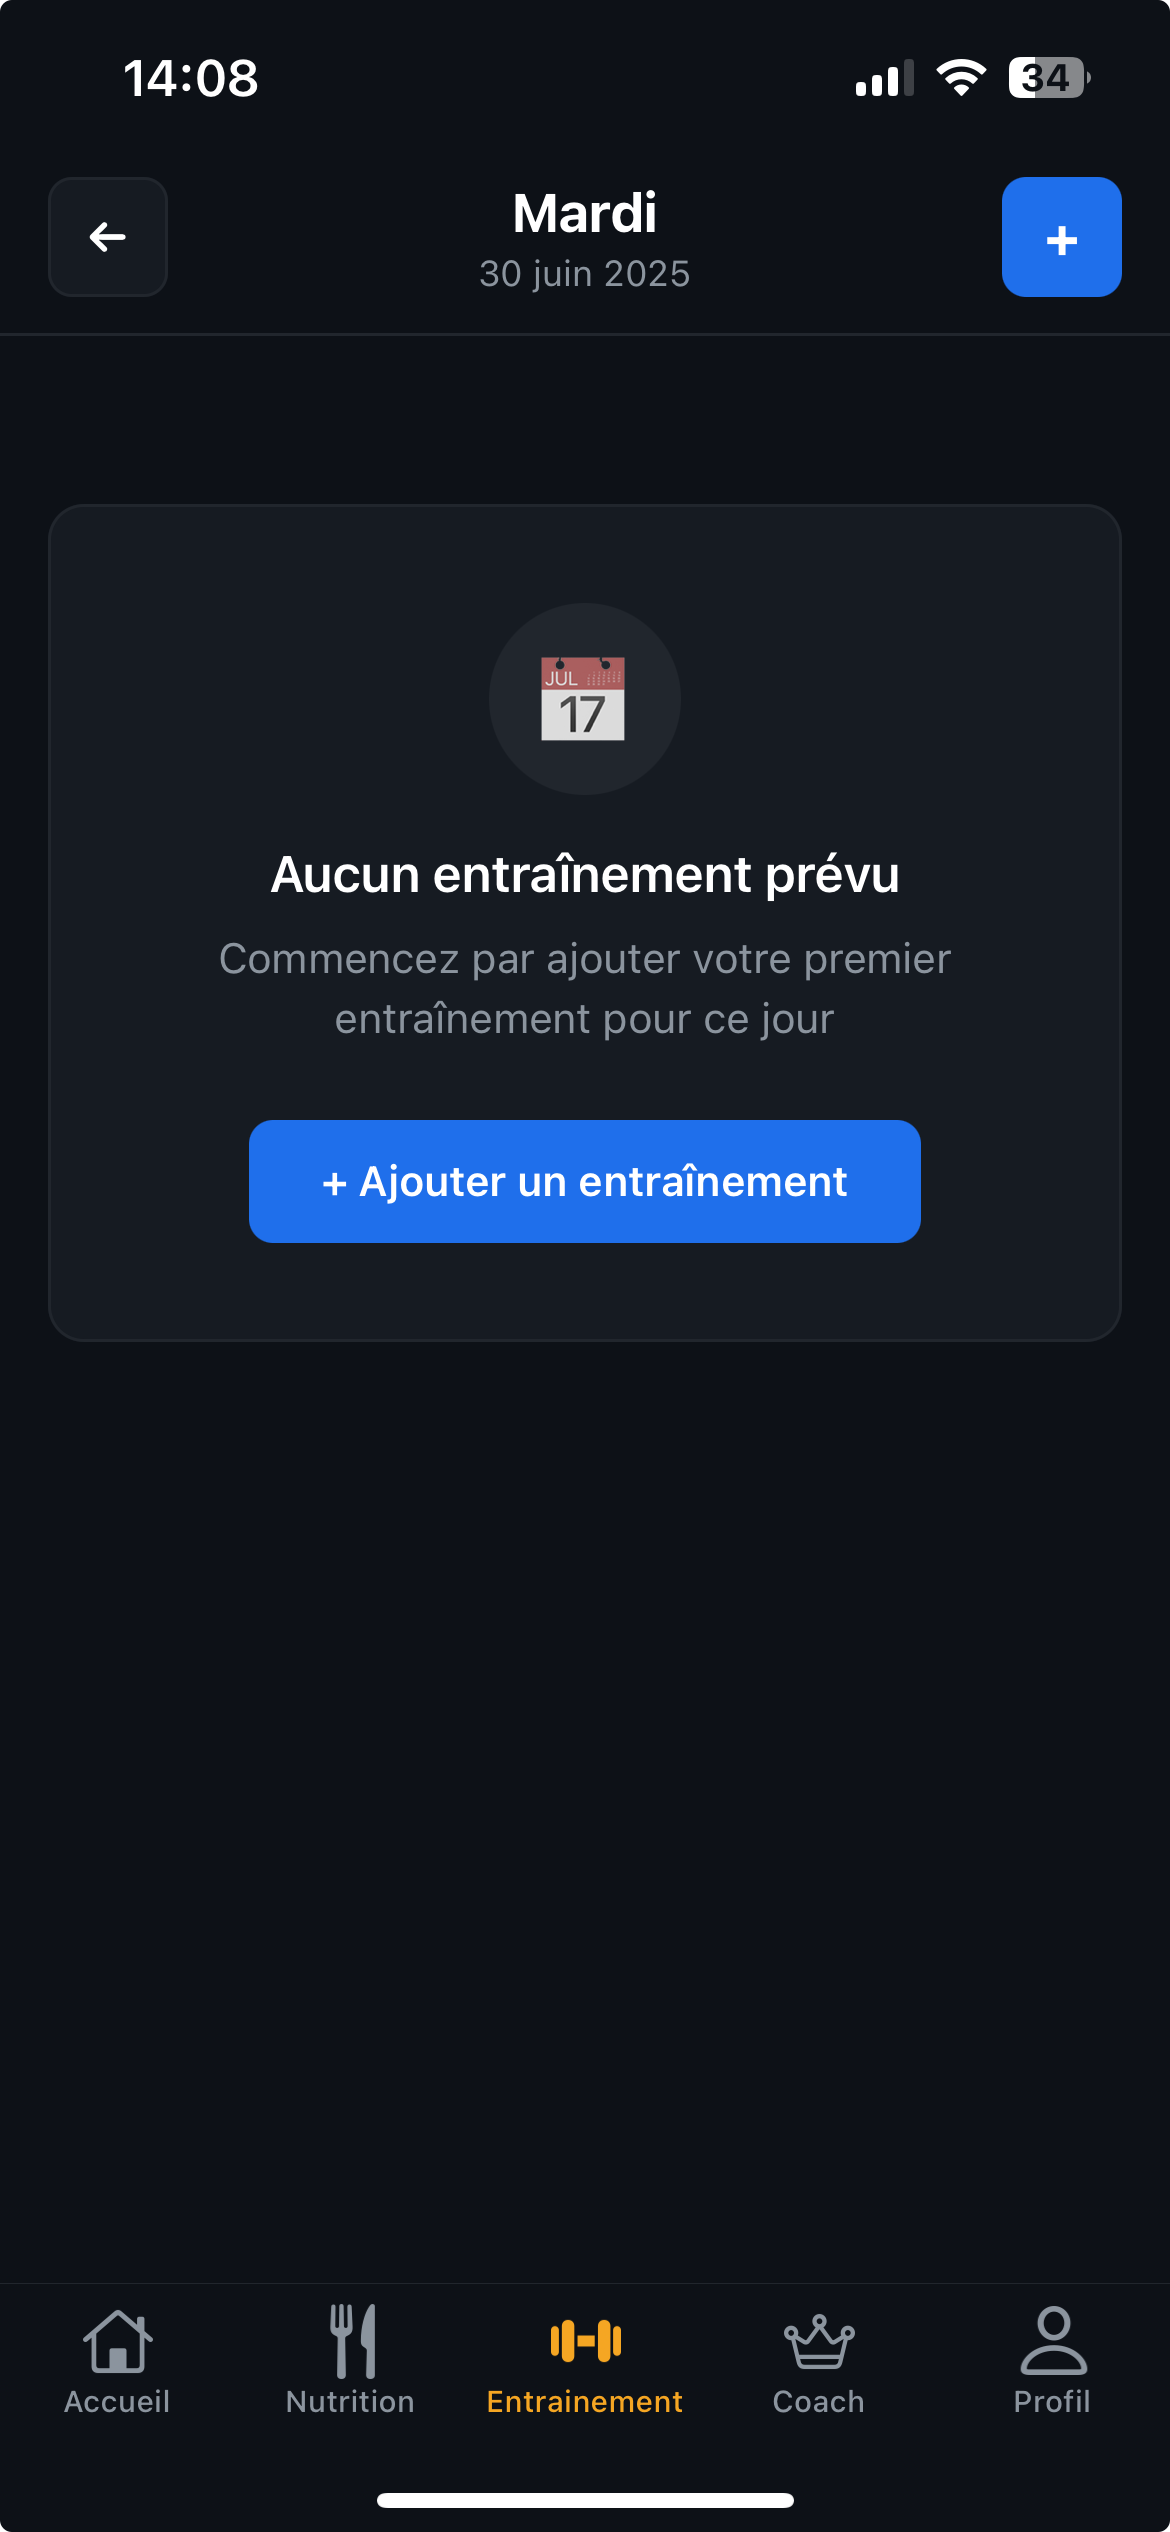 14:08
34
Mardi
30 juin 2025
+
JUL
17
Aucun entraînement prévu
Commencez par ajouter votre premier
entraînement pour ce jour
+ Ajouter un entraînement
Accueil
Nutrition
Entrainement
Coach
Profil